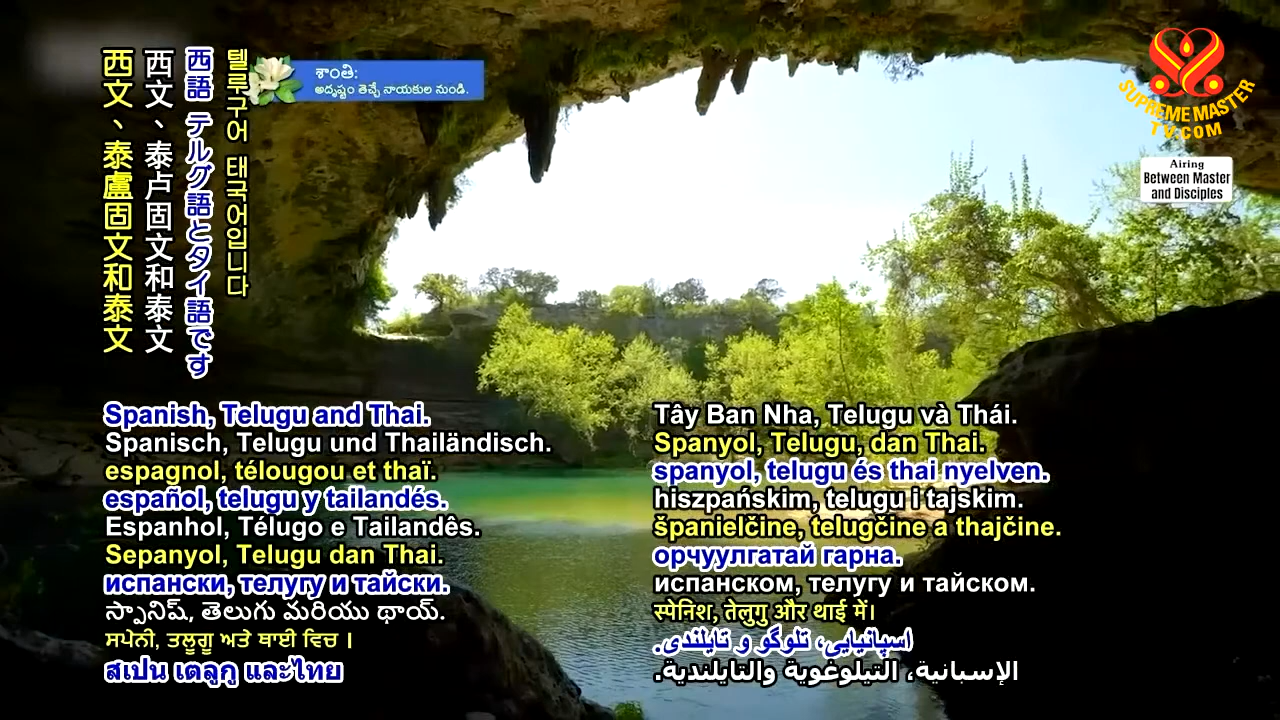 텔루구어 태국어입니다
西語 テルグ語とタイ語です
西文、泰卢固文和泰文
西文、泰盧固文和泰文
శాంతి:
అదృష్టం తెచ్చే నాయకుల నుండి.
SUPREME MASTER
TV.COM
Airing
Between Master
and Disciples
Spanish, Telugu and Thai.
Spanisch, Telugu und Thailändisch.
espagnol, télougou et thaï.
español, telugu y tailandés.
Espanhol, Télugo e Tailandês.
Sepanyol, Telugu dan Thai.
испански, телугу и тайски.
స్పానిష్, తెలుగు మరియు థాయ్.
ਸਪੇਨੀ, ਤਲੂਗੂ ਅਤੇ ਥਾਈ ਵਿਚ।
สเปน เตลูกู และไทย
Tây Ban Nha, Telugu và Thái.
Spanyol, Telugu, dan Thai.
spanyol, telugu és thai nyelven.
hiszpańskim, telugu i tajskim.
španielčine, telugčine a thajčine.
орчуулгатай гарна.
испанском, телугу и тайском.
स्पेनिश, तेलुगु और थाई में।
اسپانیایی، تلوگو و تایلندی.
الإسبانية، التيلوغوية والتايلندية.